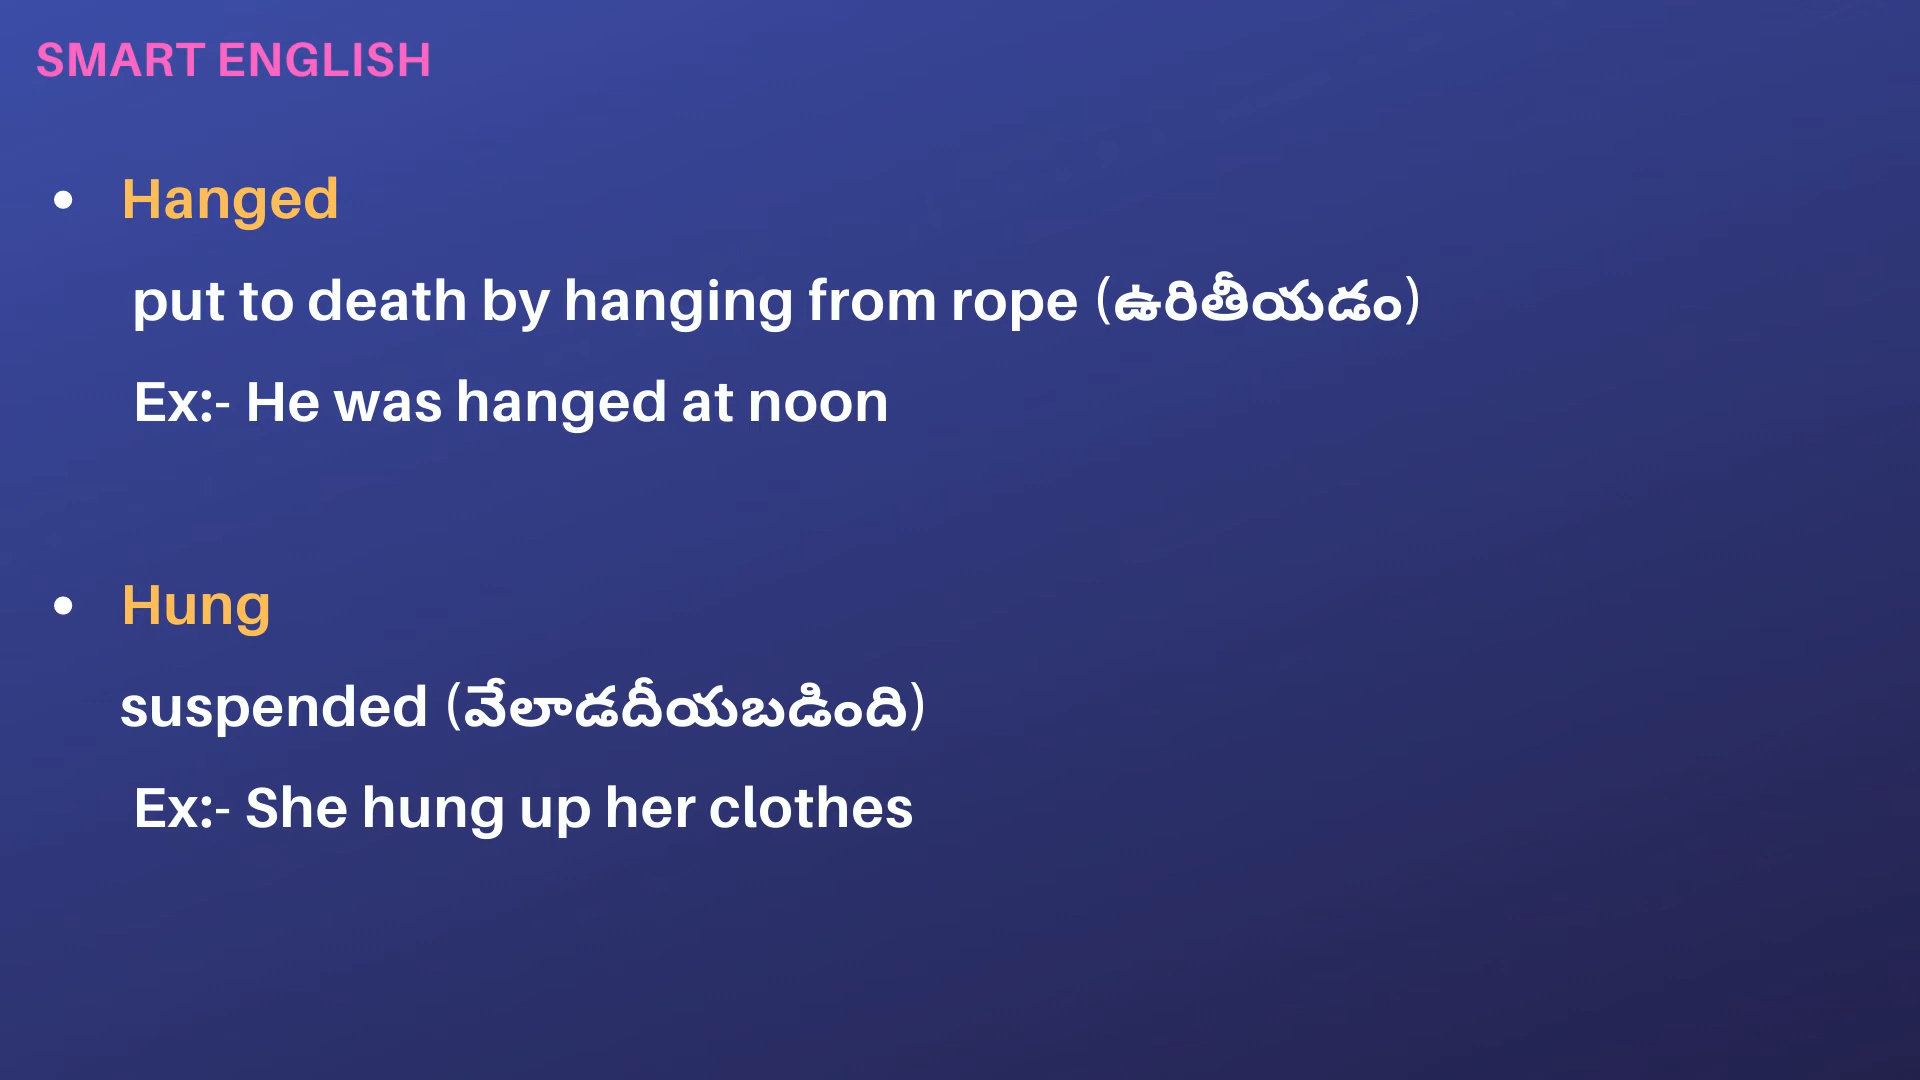 SMART ENGLISH
• Hanged
put to death by hanging from rope (ఉరితీయడం)
Ex:- He was hanged at noon
• Hung
suspended (వేలాడదీయబడింది)
Ex:- She hung up her clothes